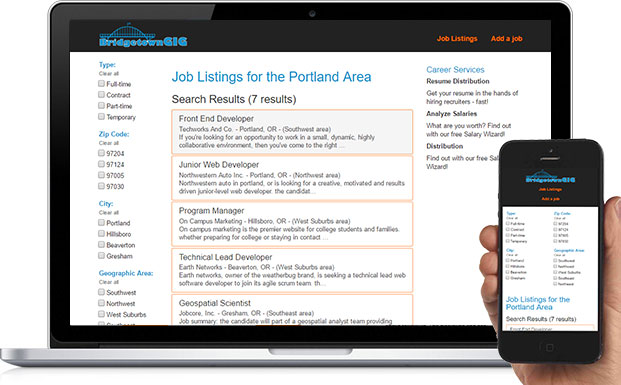 BridgetownGIG
Job Listings Add a job
Type:
Clear all
Full-time
Contract
Part-time
Temporary
Zip Code:
Clear all
97204
97124
97005
97030
City:
Clear all
Portland
Hillsboro
Beaverton
Gresham
Geographic Area:
Clear all
Southwest
Northwest
West Suburbs
Southeast
Job Listings for the Portland Area
Search Results (7 results)
Front End Developer
Techworks And Co. - Portland, OR - (Southwest area)
If you're looking for an opportunity to work in a small, dynamic, highly
collaborative environment, then you've come to the right ...
Junior Web Developer
Northwestern Auto Inc. - Portland, OR - (Northwest area)
Northwestern auto in portland, or is looking for a creative, motivated and results
driven junior-level web developer. the candidat...
Program Manager
On Campus Marketing - Hillsboro, OR - (West Suburbs area)
On campus marketing is the premier website for college students and families.
whether preparing for college or staying in contact ...
Technical Lead Developer
Earth Networks - Beaverton, OR - (West Suburbs area)
Earth networks, owner of the weatherbug brand, is seeking a technical lead web
software developer to join its agile scrum team. th...
Geospatial Scientist
Jobcore, Inc. - Gresham, OR - (Southeast area)
Job summary: the candidate will part of a geospatial analyst team providing
Career Services
Resume Distribution
Get your resume in the hands of
hiring recruiters - fast!
Analyze Salaries
What are you worth? Find out
with our free Salary Wizard!
Distribution
Find out with our free Salary
Wizard!
BridgetownGIG
Job Listings
Add a job
Type:
Clear all
Full-time
Contract
Part-time
Temporary
Zip Code:
Clear all
97204
97124
97005
97030
City:
Clear all
Portland
Hillsboro
Beaverton
Gresham
Geographic Area:
Clear all
Southwest
Northwest
West Suburbs
Southeast
Job Listings for the
Portland Area
Search Results (7 results)
Front End Developer